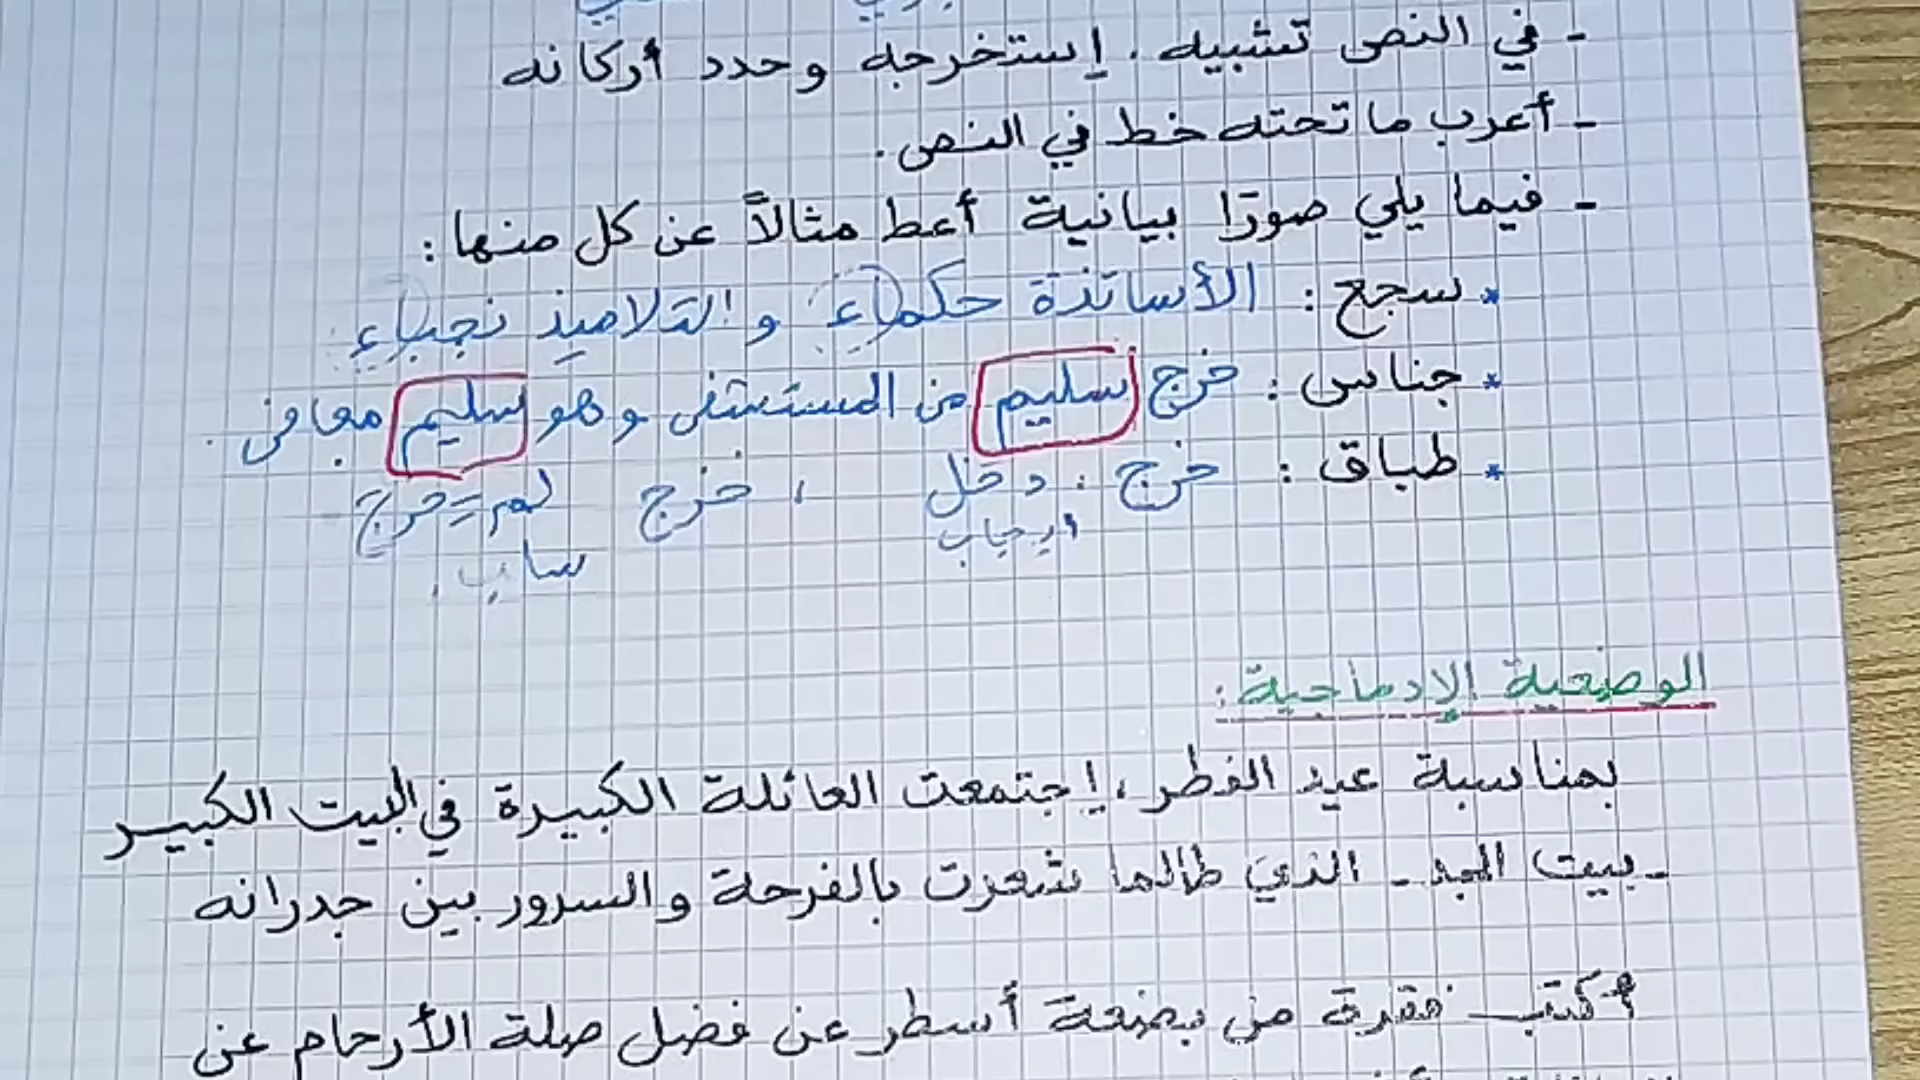 - في النص تشبيه، إستخرجه وحدد أركانه
- أعرب ما تحته خط في النص.
- فيما يلي صورًا بيانية أعط مثالاً عن كل منها:
* سجع: الأساتذة حكماء والتلاميذ نجباء
* جناس: خرج سليم من المستشفى وهو سليم معافى.
* طباق: خرج، دخل، خرج لم يخرج
ايجاب
سلب.
الوضعية الإدماجية:
بمناسبة عيد الفطر، إجتمعت العائلة الكبيرة في البيت الكبير
- بيت الجد - الذي طالما شعرت بالفرحة والسرور بين جدرانه
أكتب فقرة من بضعة أسطر عن فضل صلة الأرحام عن